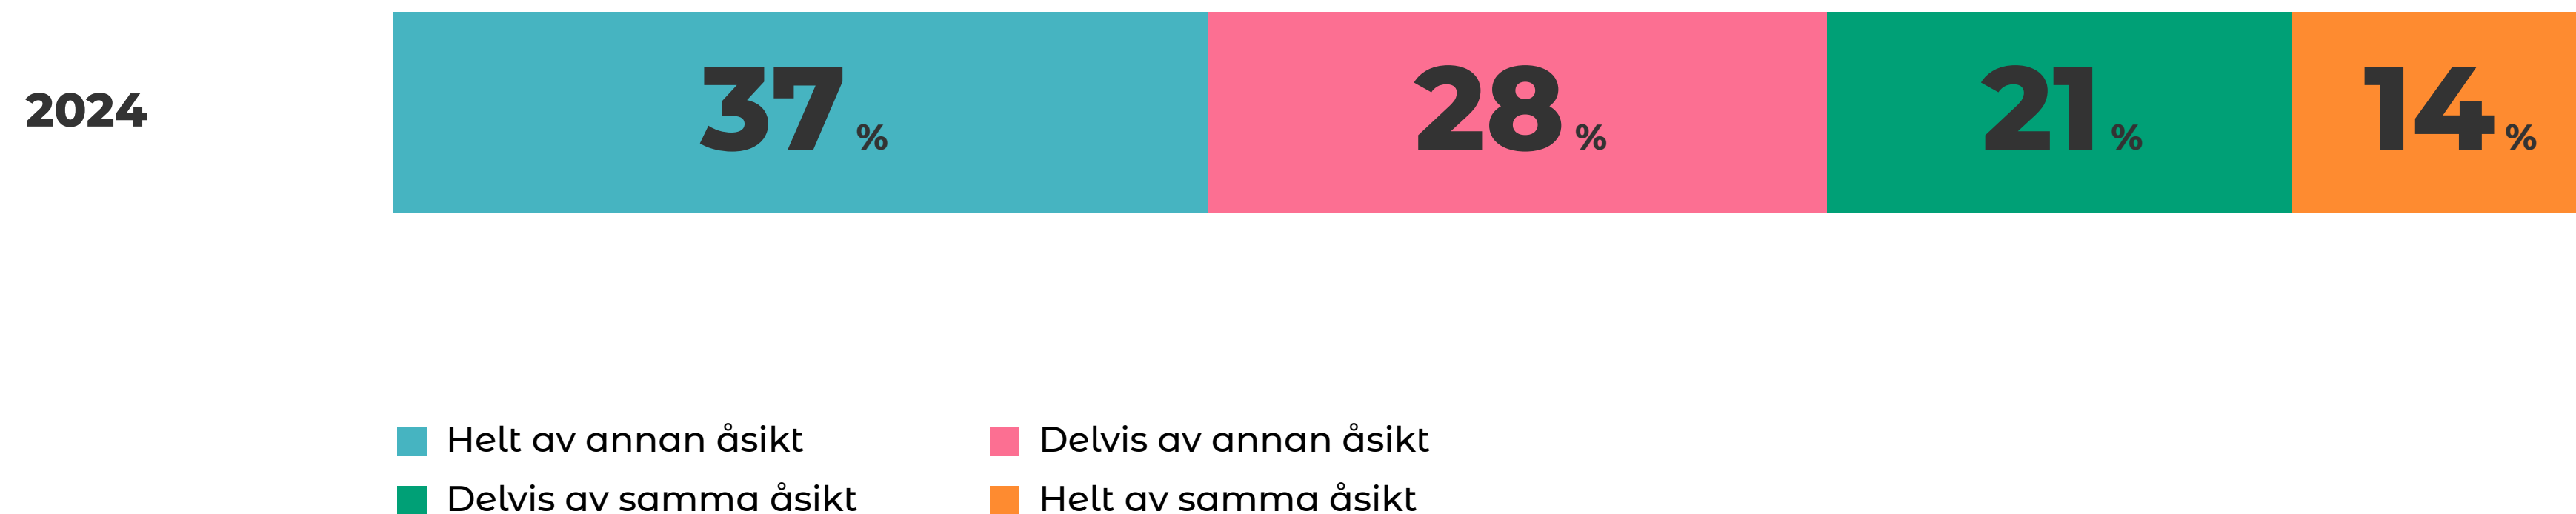 2024 37 % 28 % 21 % 14 %
Helt av annan åsikt Delvis av annan åsikt
Delvis av samma åsikt Helt av samma åsikt